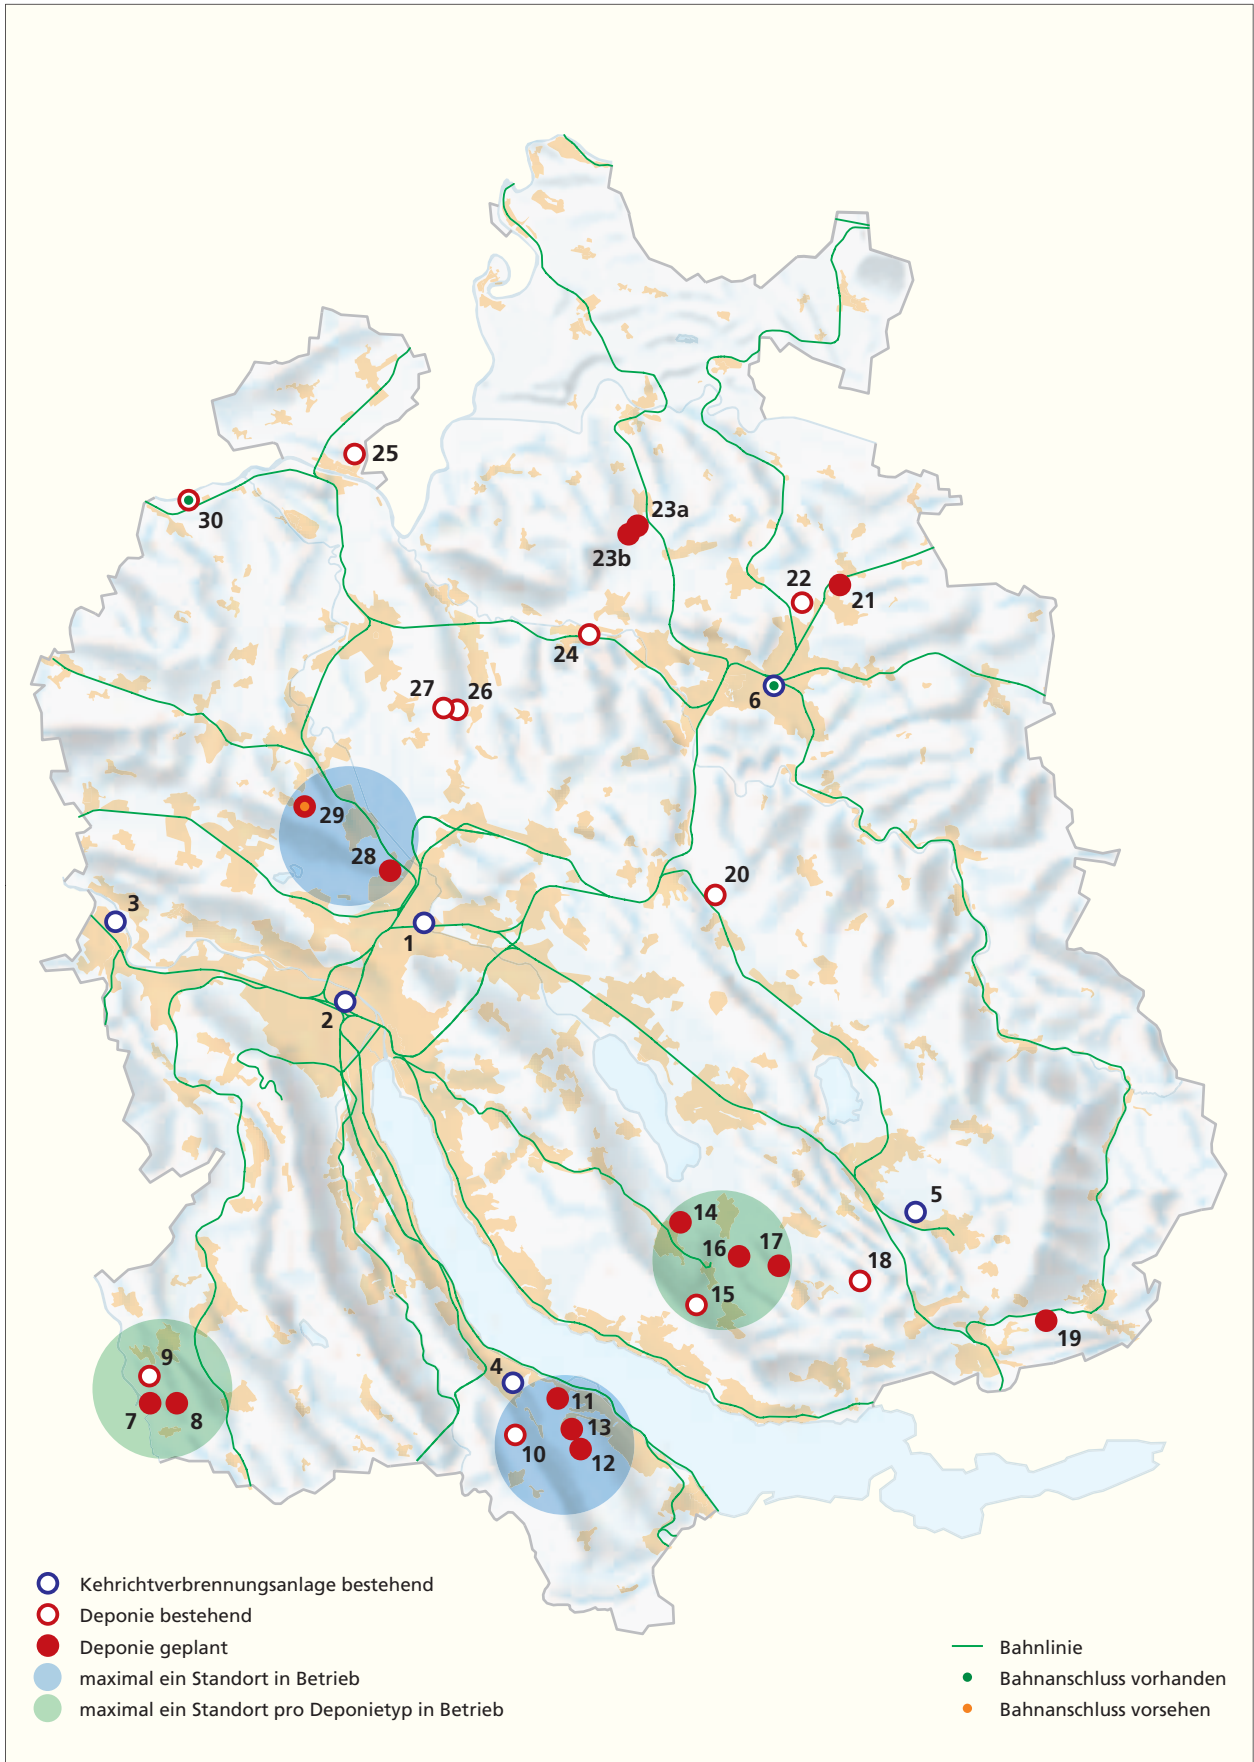 25
30
23a
23b
22
21
24
27
26
6
29
28
20
3
1
2
5
14
16
17
18
15
19
9
7
8
4
11
13
10
12
Kehrichtverbrennungsanlage bestehend
Deponie bestehend
Deponie geplant
maximal ein Standort in Betrieb
maximal ein Standort pro Deponietyp in Betrieb
Bahnlinie
Bahnanschluss vorhanden
Bahnanschluss vorsehen